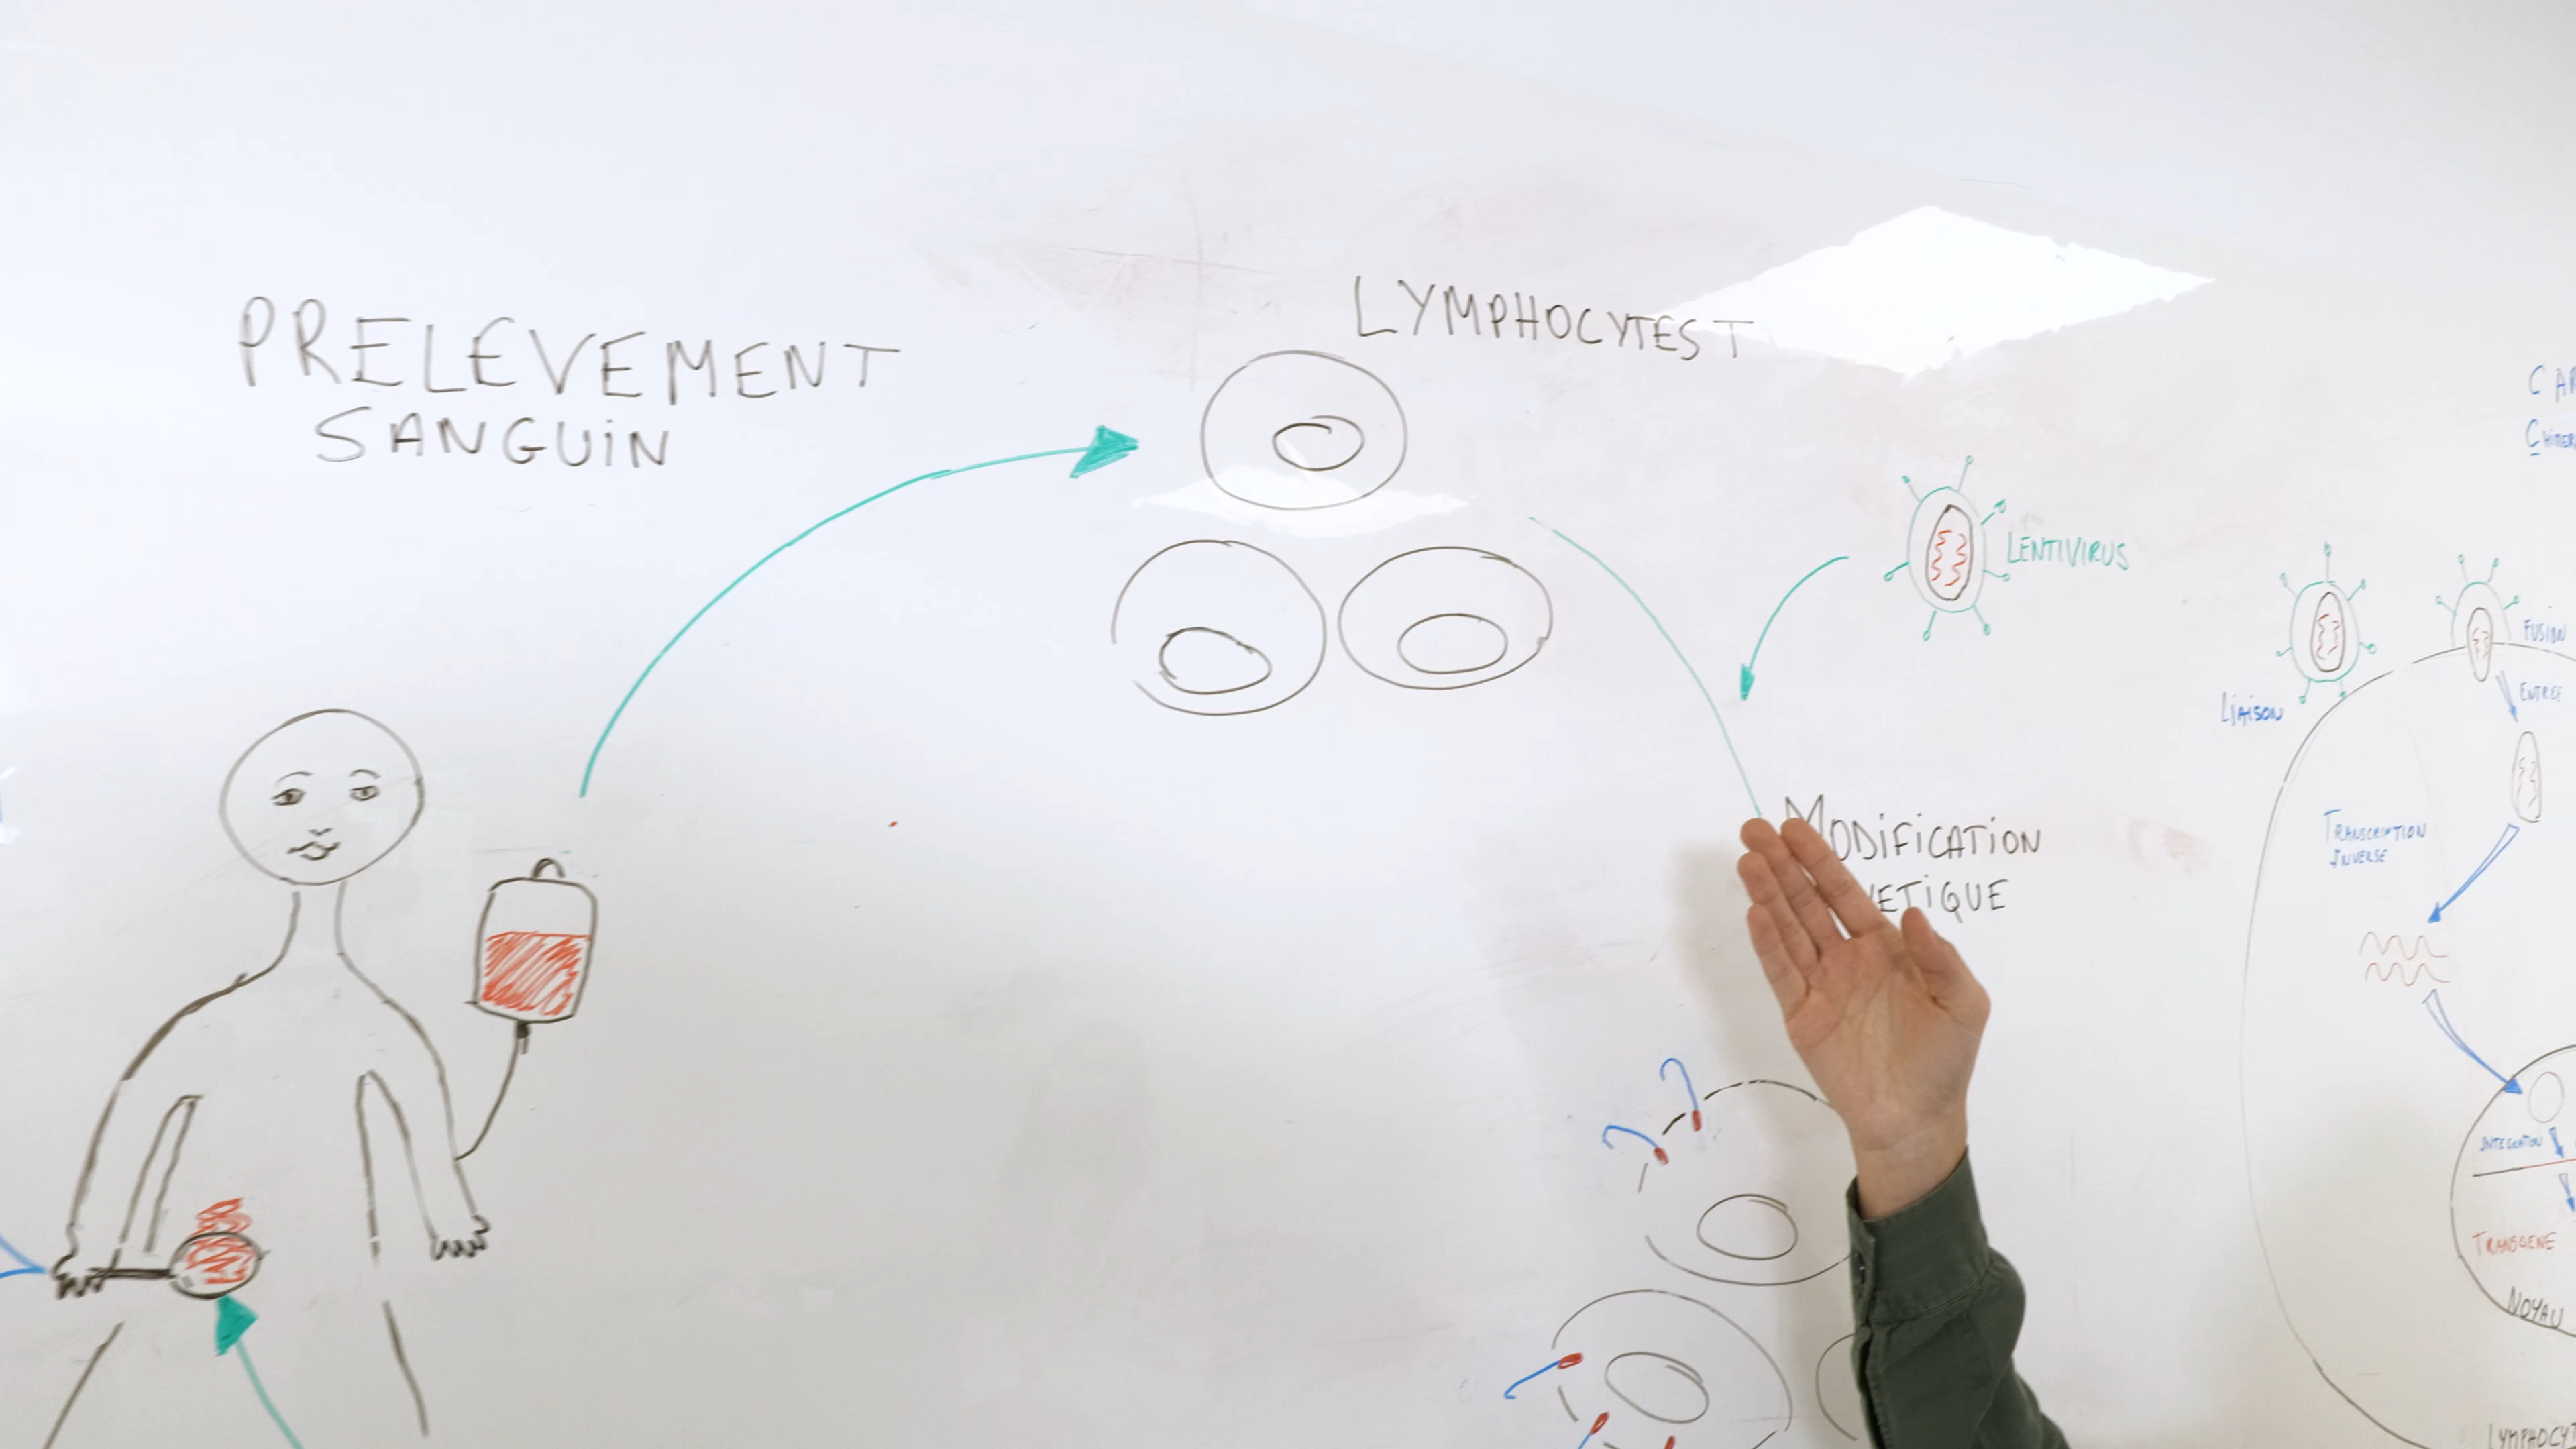 PRELEVEMENT
SANGUIN
LYMPHOCYTES T
LENTIVIRUS
MODiFiCATiON
ETiQUE
LiAiSON
FUSiON
ENTREE
TRANSCRIPTION
INVERSE
INTEGRATION
TRANSGENE
NOYAU